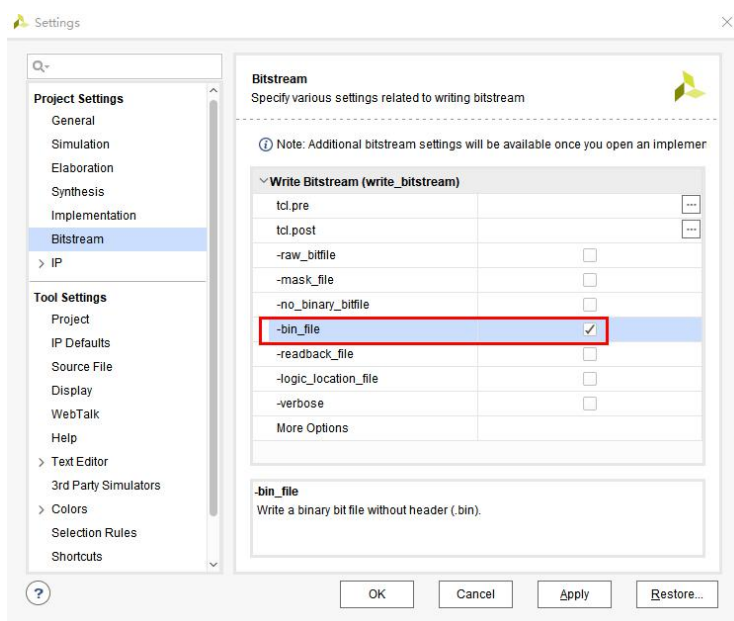 Settings
Project Settings
General
Simulation
Elaboration
Synthesis
Implementation
Bitstream
IP
Tool Settings
Project
IP Defaults
Source File
Display
WebTalk
Help
Text Editor
3rd Party Simulators
Colors
Selection Rules
Shortcuts
Bitstream
Specify various settings related to writing bitstream
Note: Additional bitstream settings will be available once you open an implemen
Write Bitstream (write_bitstream)
tcl.pre
tcl.post
-raw_bitfile
-mask_file
-no_binary_bitfile
-bin_file
-readback_file
-logic_location_file
-verbose
More Options
-bin_file
Write a binary bit file without header (.bin).
?
OK
Cancel
Apply
Restore...